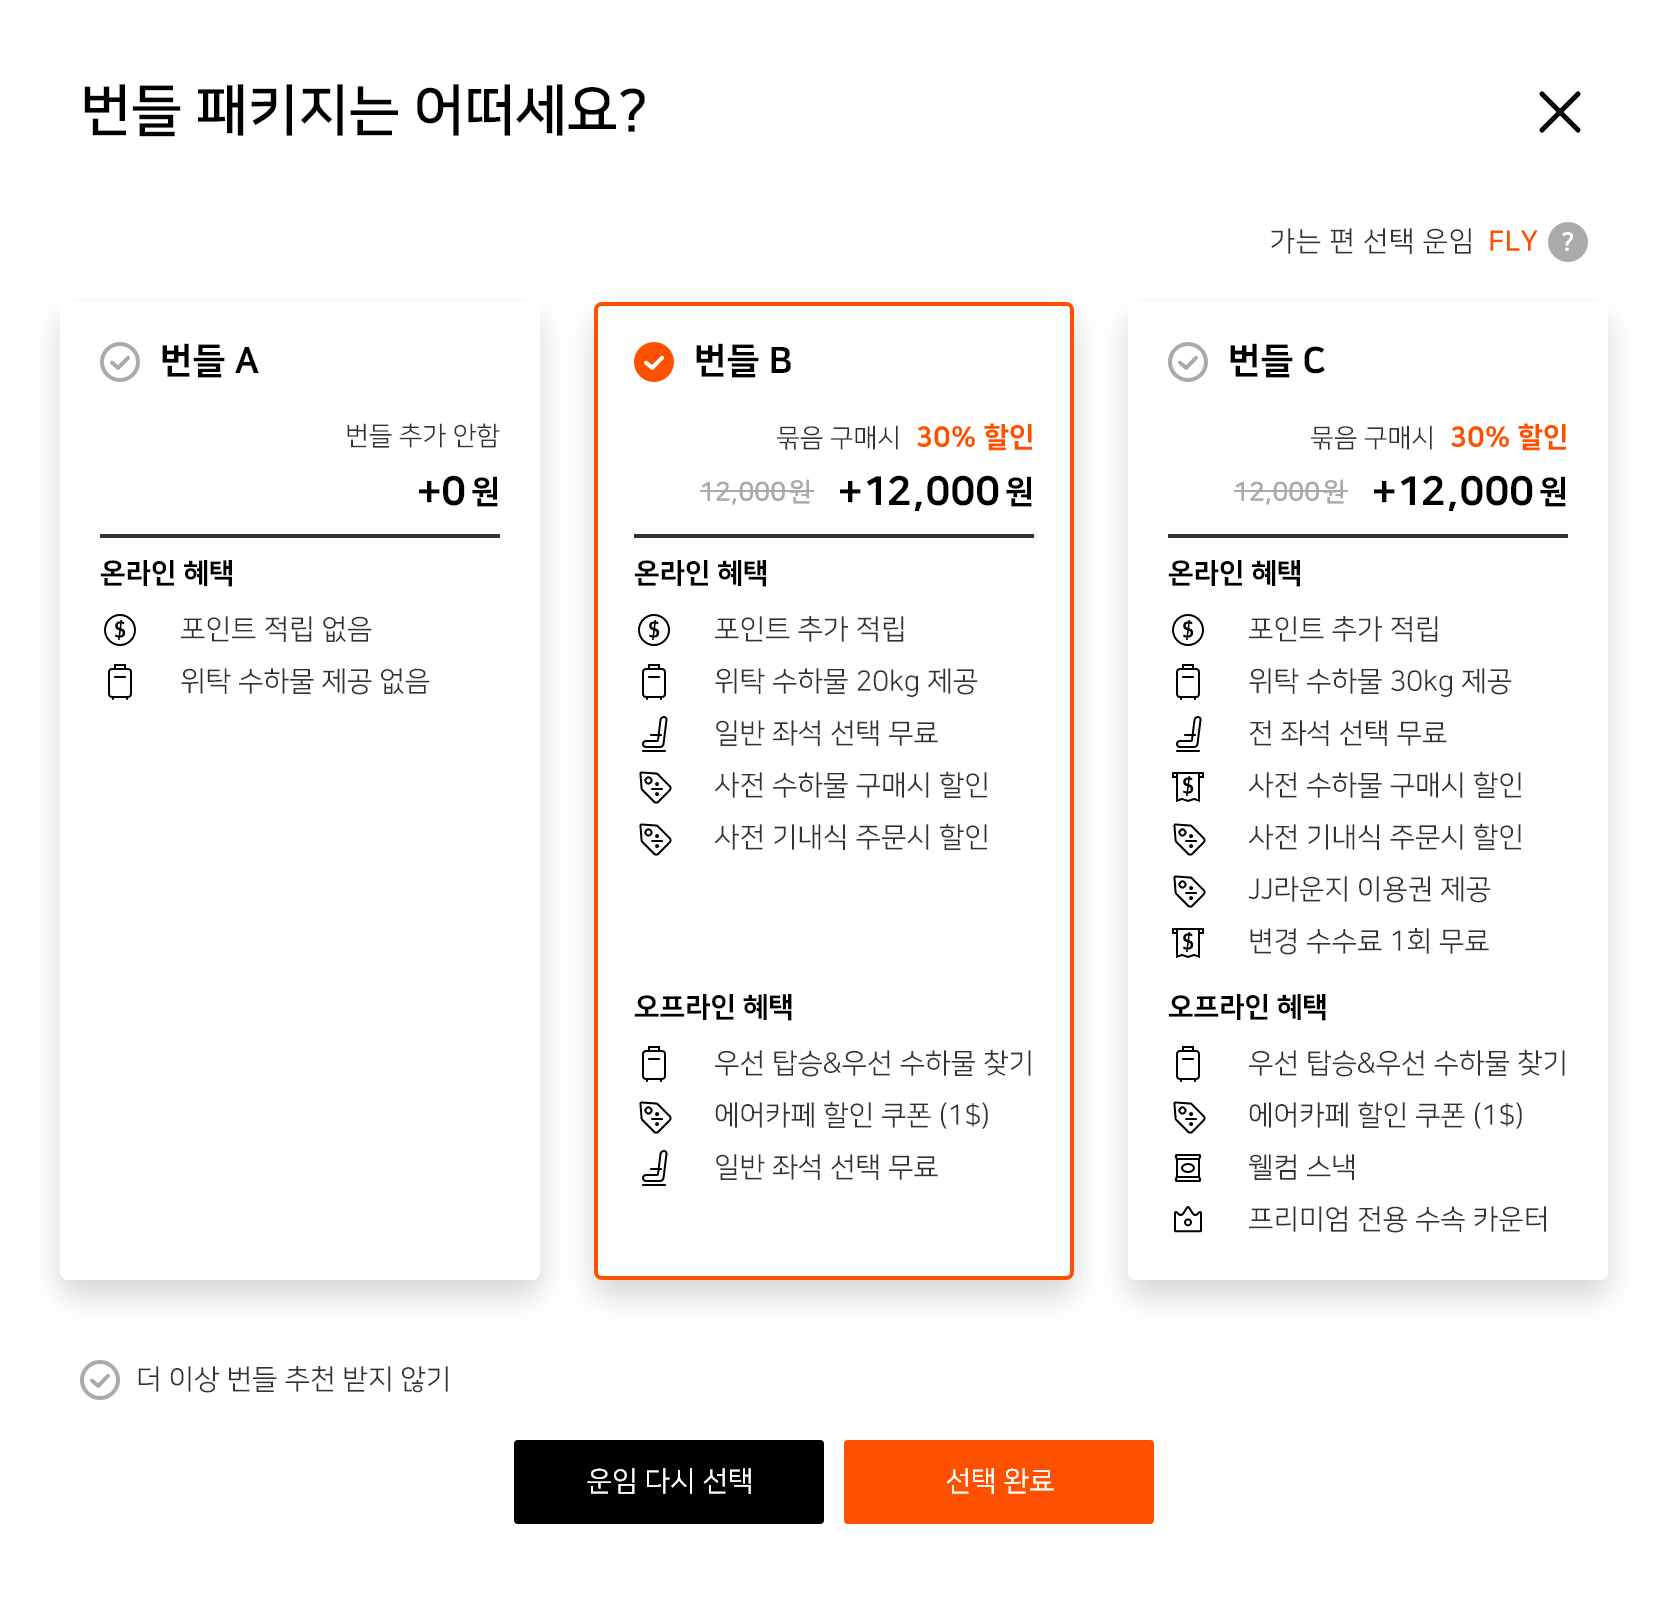 번들 패키지는 어떠세요?
가는 편 선택 운임 FLY ?
번들 A
번들 추가 안함
+0 원
온라인 혜택
포인트 적립 없음
위탁 수하물 제공 없음
번들 B
묶음 구매시 30% 할인
12,000원 +12,000 원
온라인 혜택
포인트 추가 적립
위탁 수하물 20kg 제공
일반 좌석 선택 무료
사전 수하물 구매시 할인
사전 기내식 주문시 할인
오프라인 혜택
우선 탑승&우선 수하물 찾기
에어카페 할인 쿠폰 (1$)
일반 좌석 선택 무료
번들 C
묶음 구매시 30% 할인
12,000원 +12,000 원
온라인 혜택
포인트 추가 적립
위탁 수하물 30kg 제공
전 좌석 선택 무료
사전 수하물 구매시 할인
사전 기내식 주문시 할인
JJ라운지 이용권 제공
변경 수수료 1회 무료
오프라인 혜택
우선 탑승&우선 수하물 찾기
에어카페 할인 쿠폰 (1$)
웰컴 스낵
프리미엄 전용 수속 카운터
더 이상 번들 추천 받지 않기
운임 다시 선택
선택 완료